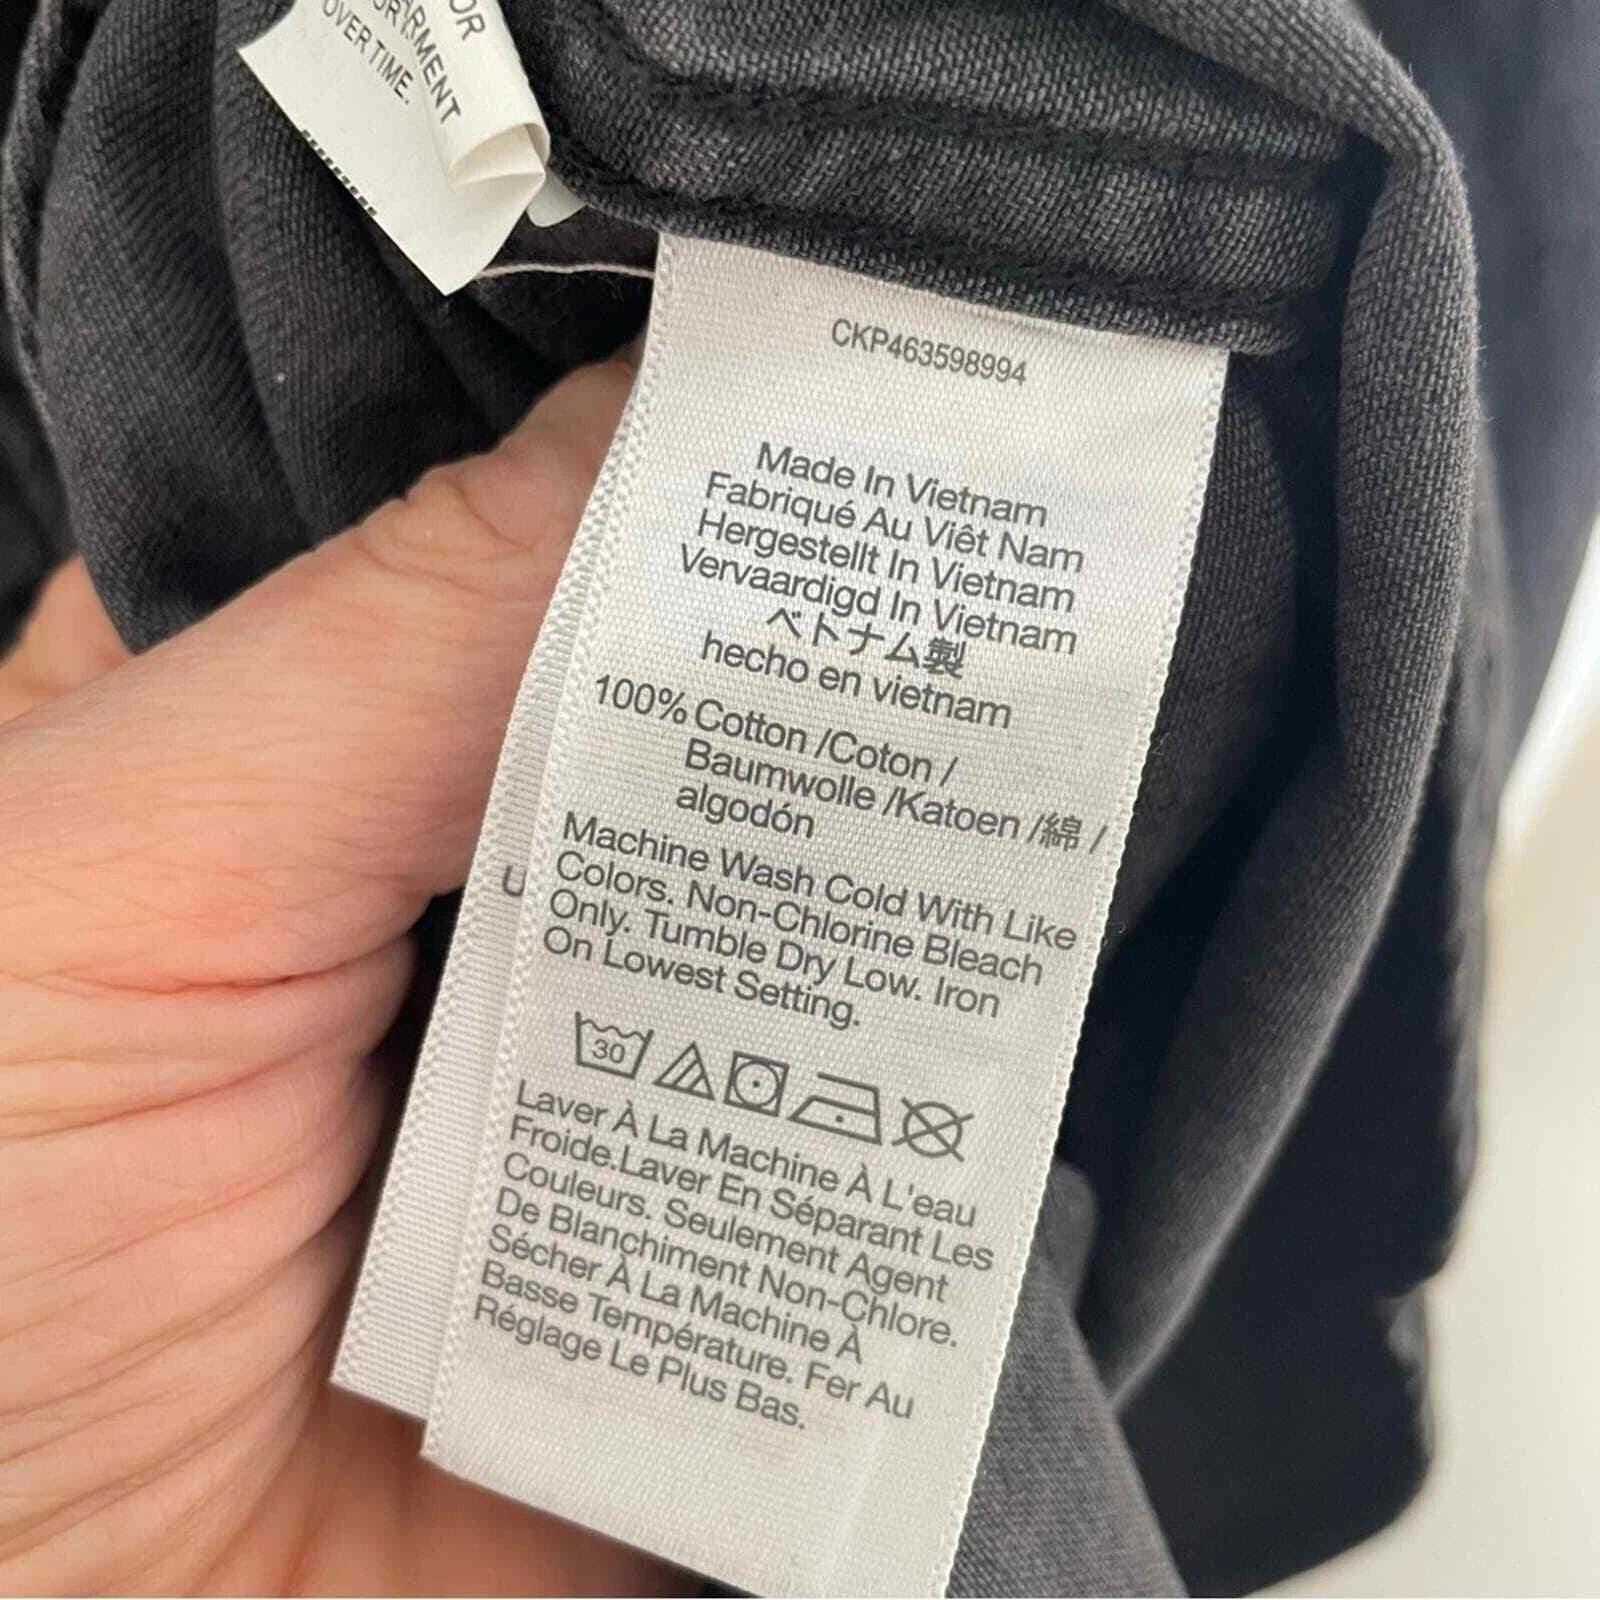 OR
GARMENT
OR
OVER TIME.
CKP463598994
Made In Vietnam
Fabriqué Au Viêt Nam
Hergestellt In Vietnam
Vervaardigd In Vietnam
ベトナム製
hecho en vietnam
100% Cotton /Coton /
Baumwolle /Katoen /綿 /
algodón
Machine Wash Cold With Like
Colors. Non-Chlorine Bleach
Only. Tumble Dry Low. Iron
On Lowest Setting.
30
Laver À La Machine À L'eau
Froide.Laver En Séparant Les
Couleurs. Seulement Agent
De Blanchiment Non-Chlore.
Sécher À La Machine À
Basse Température. Fer Au
Réglage Le Plus Bas.
U